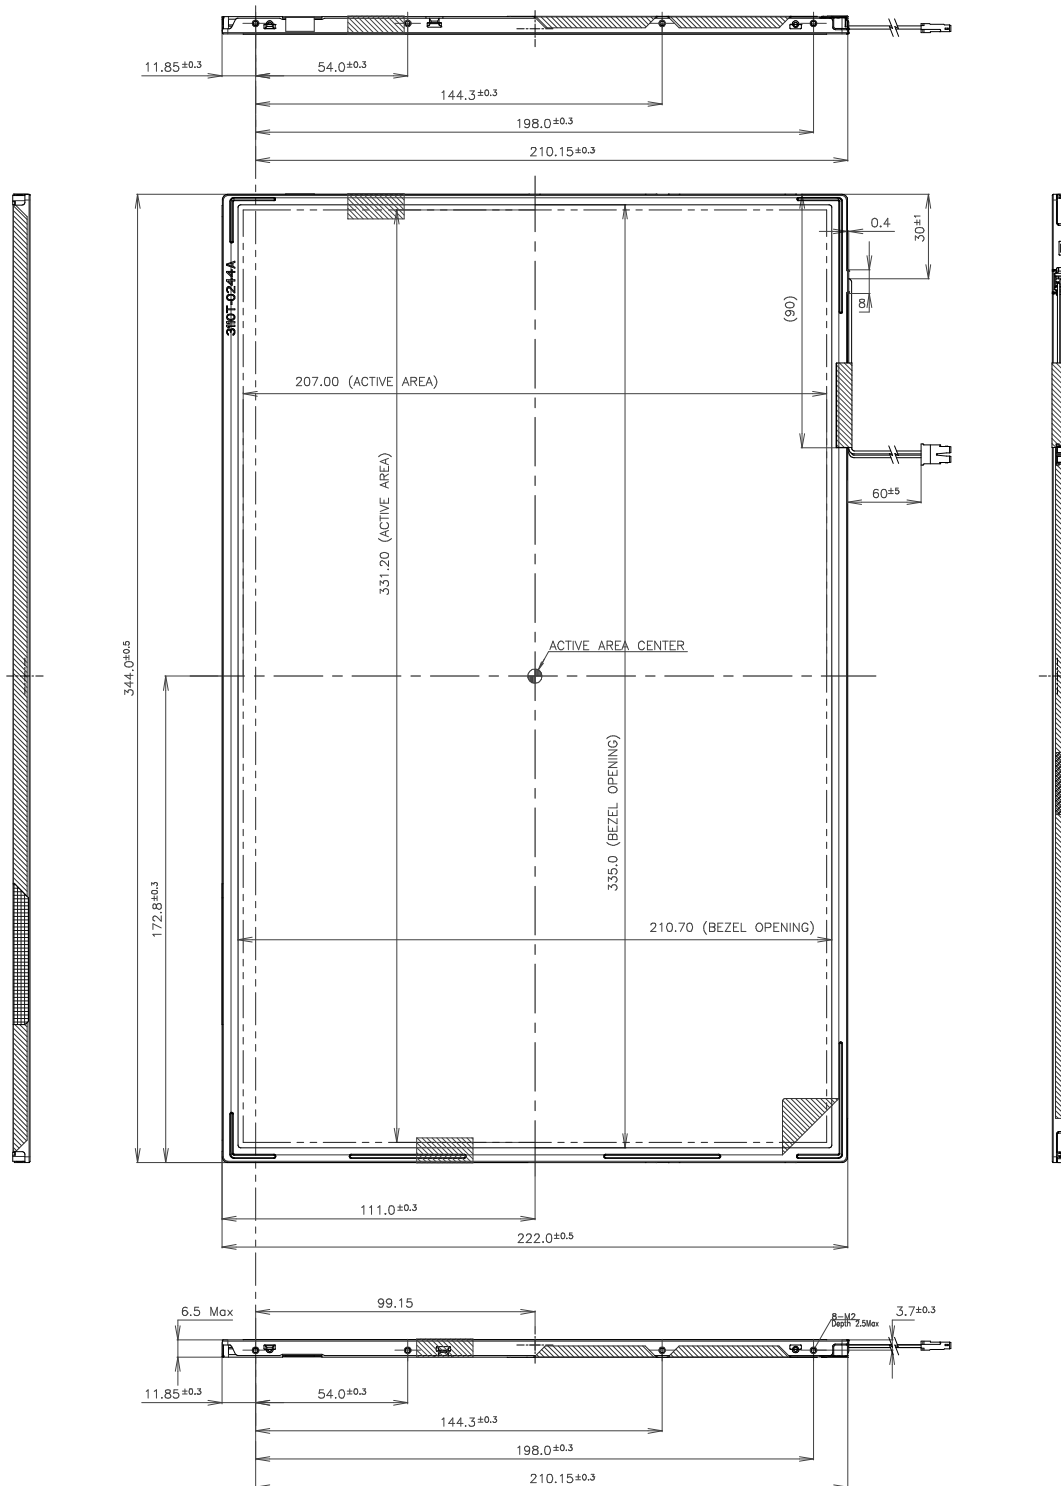 11.85±0.3
54.0±0.3
144.3±0.3
198.0±0.3
210.15±0.3
0.4
30±1
(90)
8
207.00 (ACTIVE AREA)
331.20 (ACTIVE AREA)
60±5
344.0±0.5
ACTIVE AREA CENTER
335.0 (BEZEL OPENING)
172.8±0.3
210.70 (BEZEL OPENING)
111.0±0.3
222.0±0.5
6.5 Max
99.15
8-M2
Depth 2.5Max
3.7±0.3
11.85±0.3
54.0±0.3
144.3±0.3
198.0±0.3
210.15±0.3